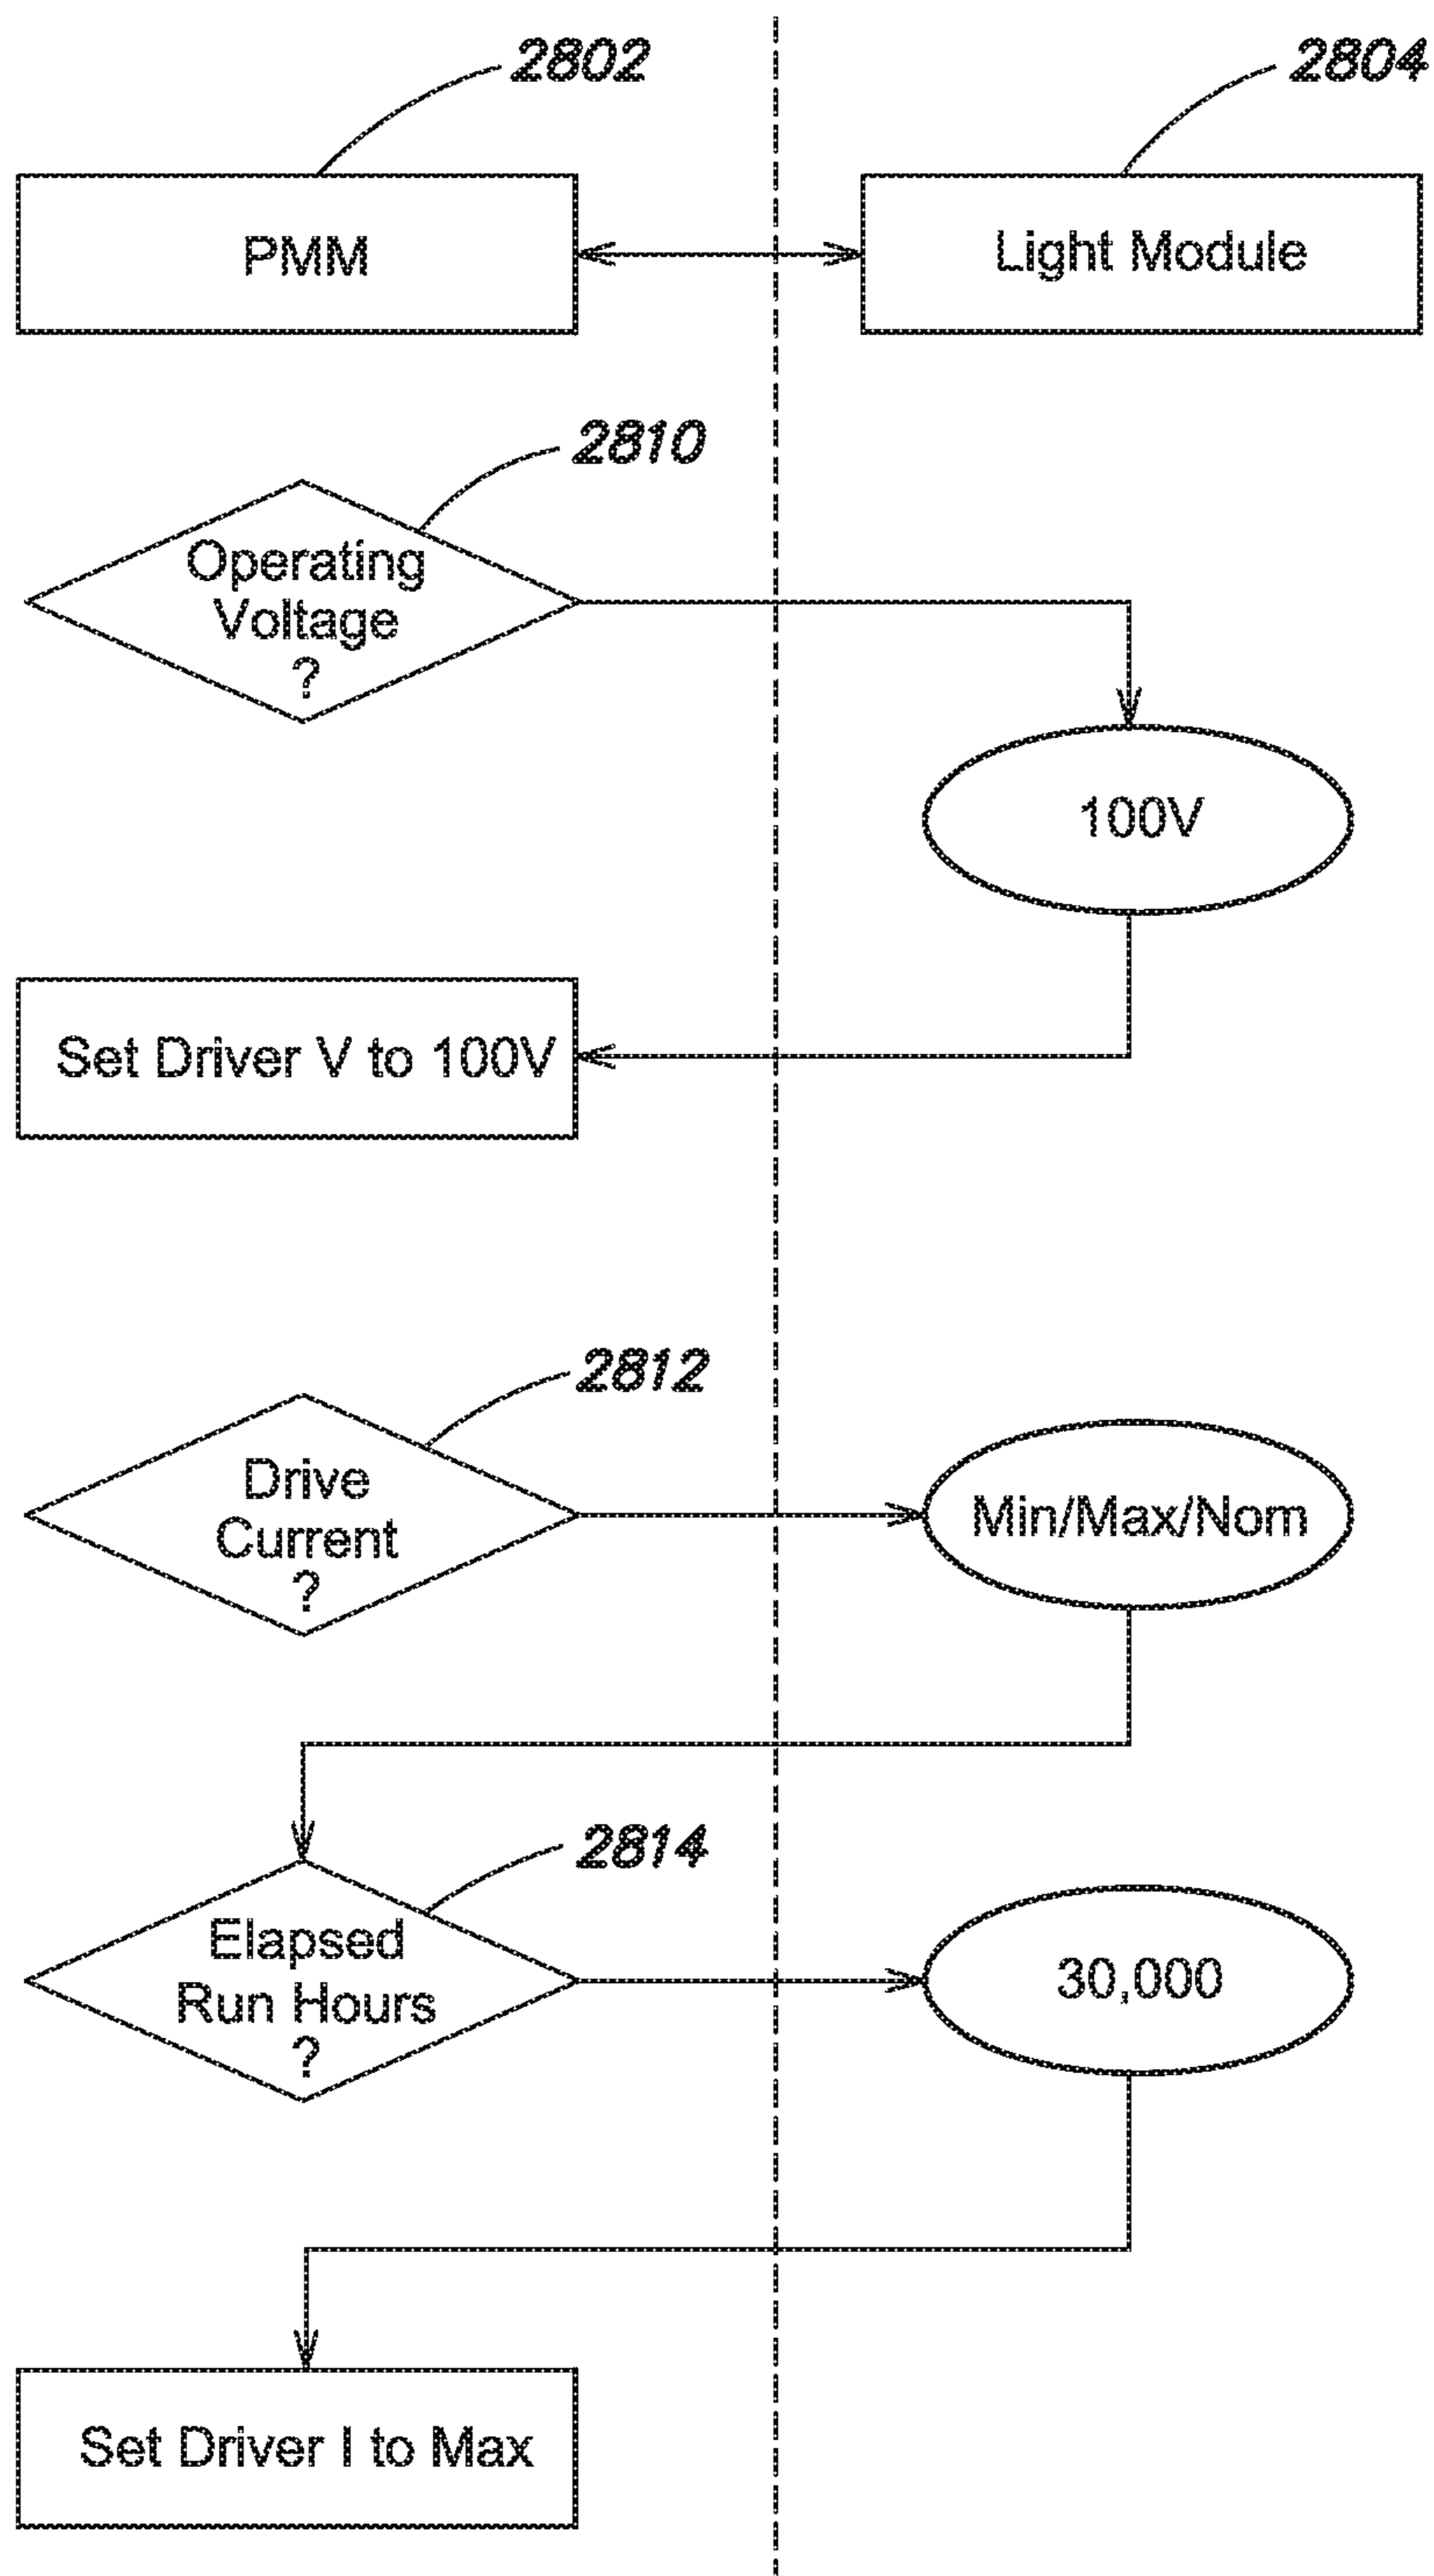 2802
2804
PMM
Light Module
2810
Operating
Voltage
?
100V
Set Driver V to 100V
2812
Drive
Current
?
Min/Max/Nom
2814
Elapsed
Run Hours
?
30,000
Set Driver I to Max